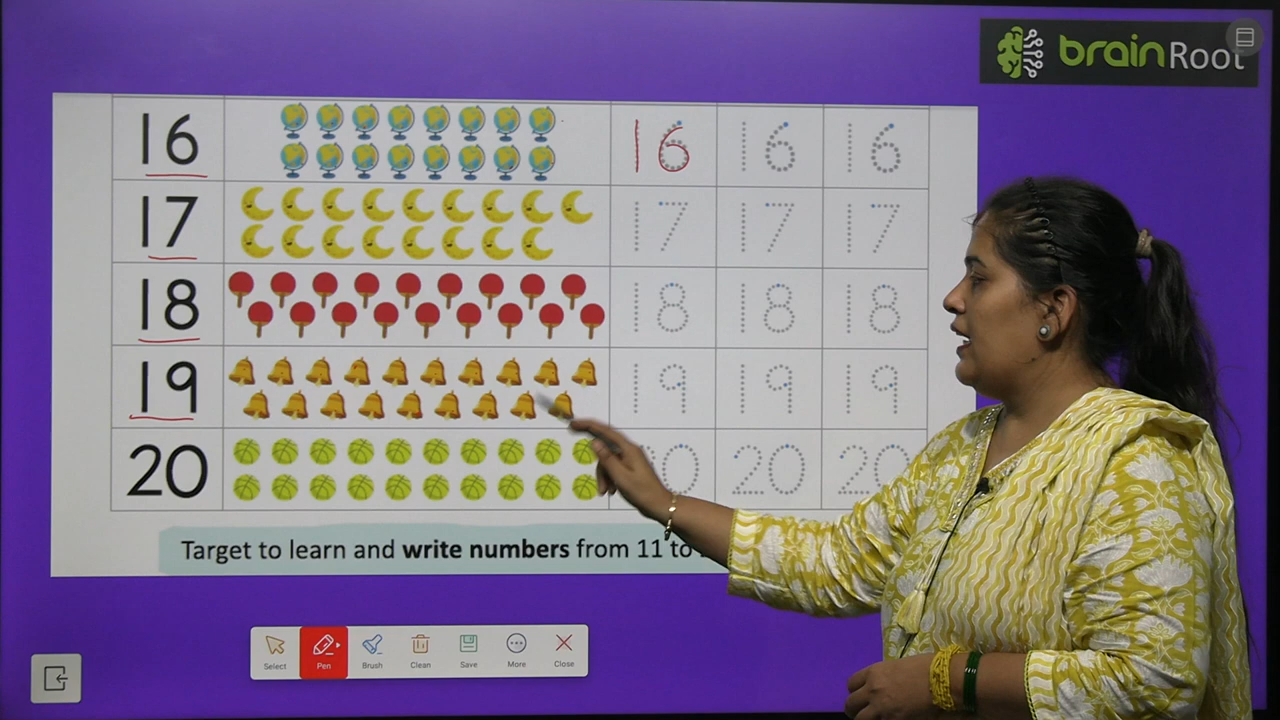 brainRoot
16 16 16 16
17 17 17 17
18 18 18 18
19 19 19 19
20 20 20 20
Target to learn and write numbers from 11 to
Select Pen Brush Clean Save More Close